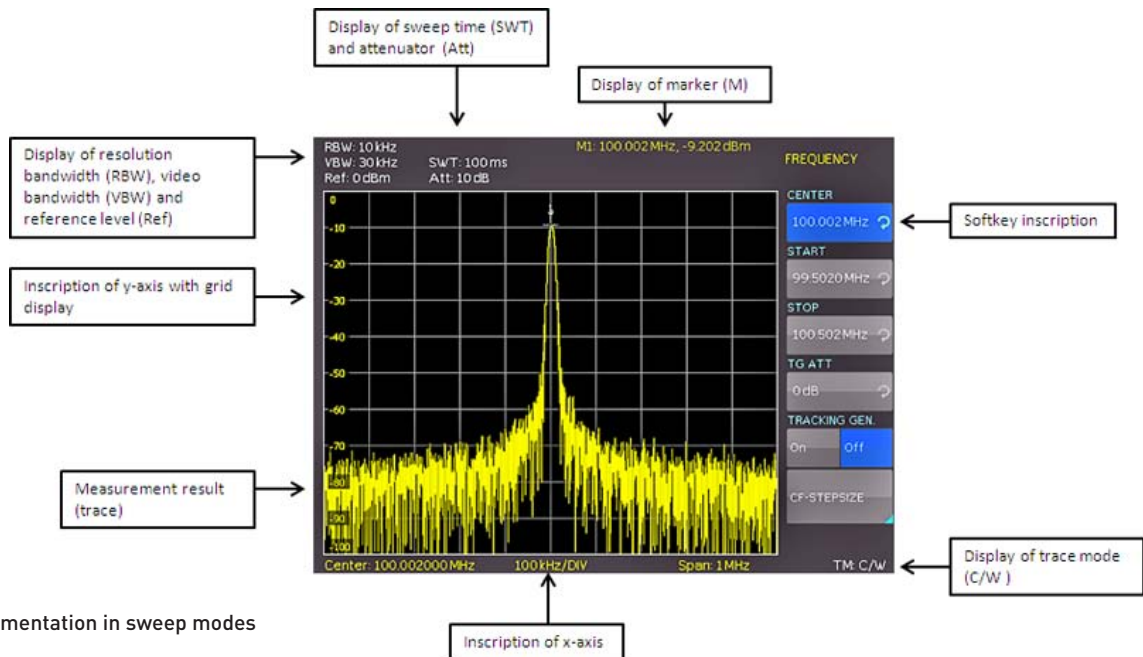 Display of sweep time (SWT)
and attenuator (Att)
Display of marker (M)
Display of resolution
bandwidth (RBW), video
bandwidth (VBW) and
reference level (Ref)
Inscription of y-axis with grid
display
Measurement result
(trace)
RBW: 10 kHz
VBW: 30 kHz
Ref: 0 dBm
SWT: 100 ms
Att: 10 dB
M1: 100.002 MHz, -9.202 dBm
0
-10
-20
-30
-40
-50
-60
-70
-80
-90
-100
Center: 100.002000 MHz
100 kHz/DIV
Span: 1 MHz
FREQUENCY
CENTER
100.002 MHz
START
99.5020 MHz
STOP
100.502 MHz
TG ATT
0 dB
TRACKING GEN.
On
Off
CF-STEPSIZE
TM: C/W
Softkey inscription
Display of trace mode
(C/W )
Inscription of x-axis
mentation in sweep modes